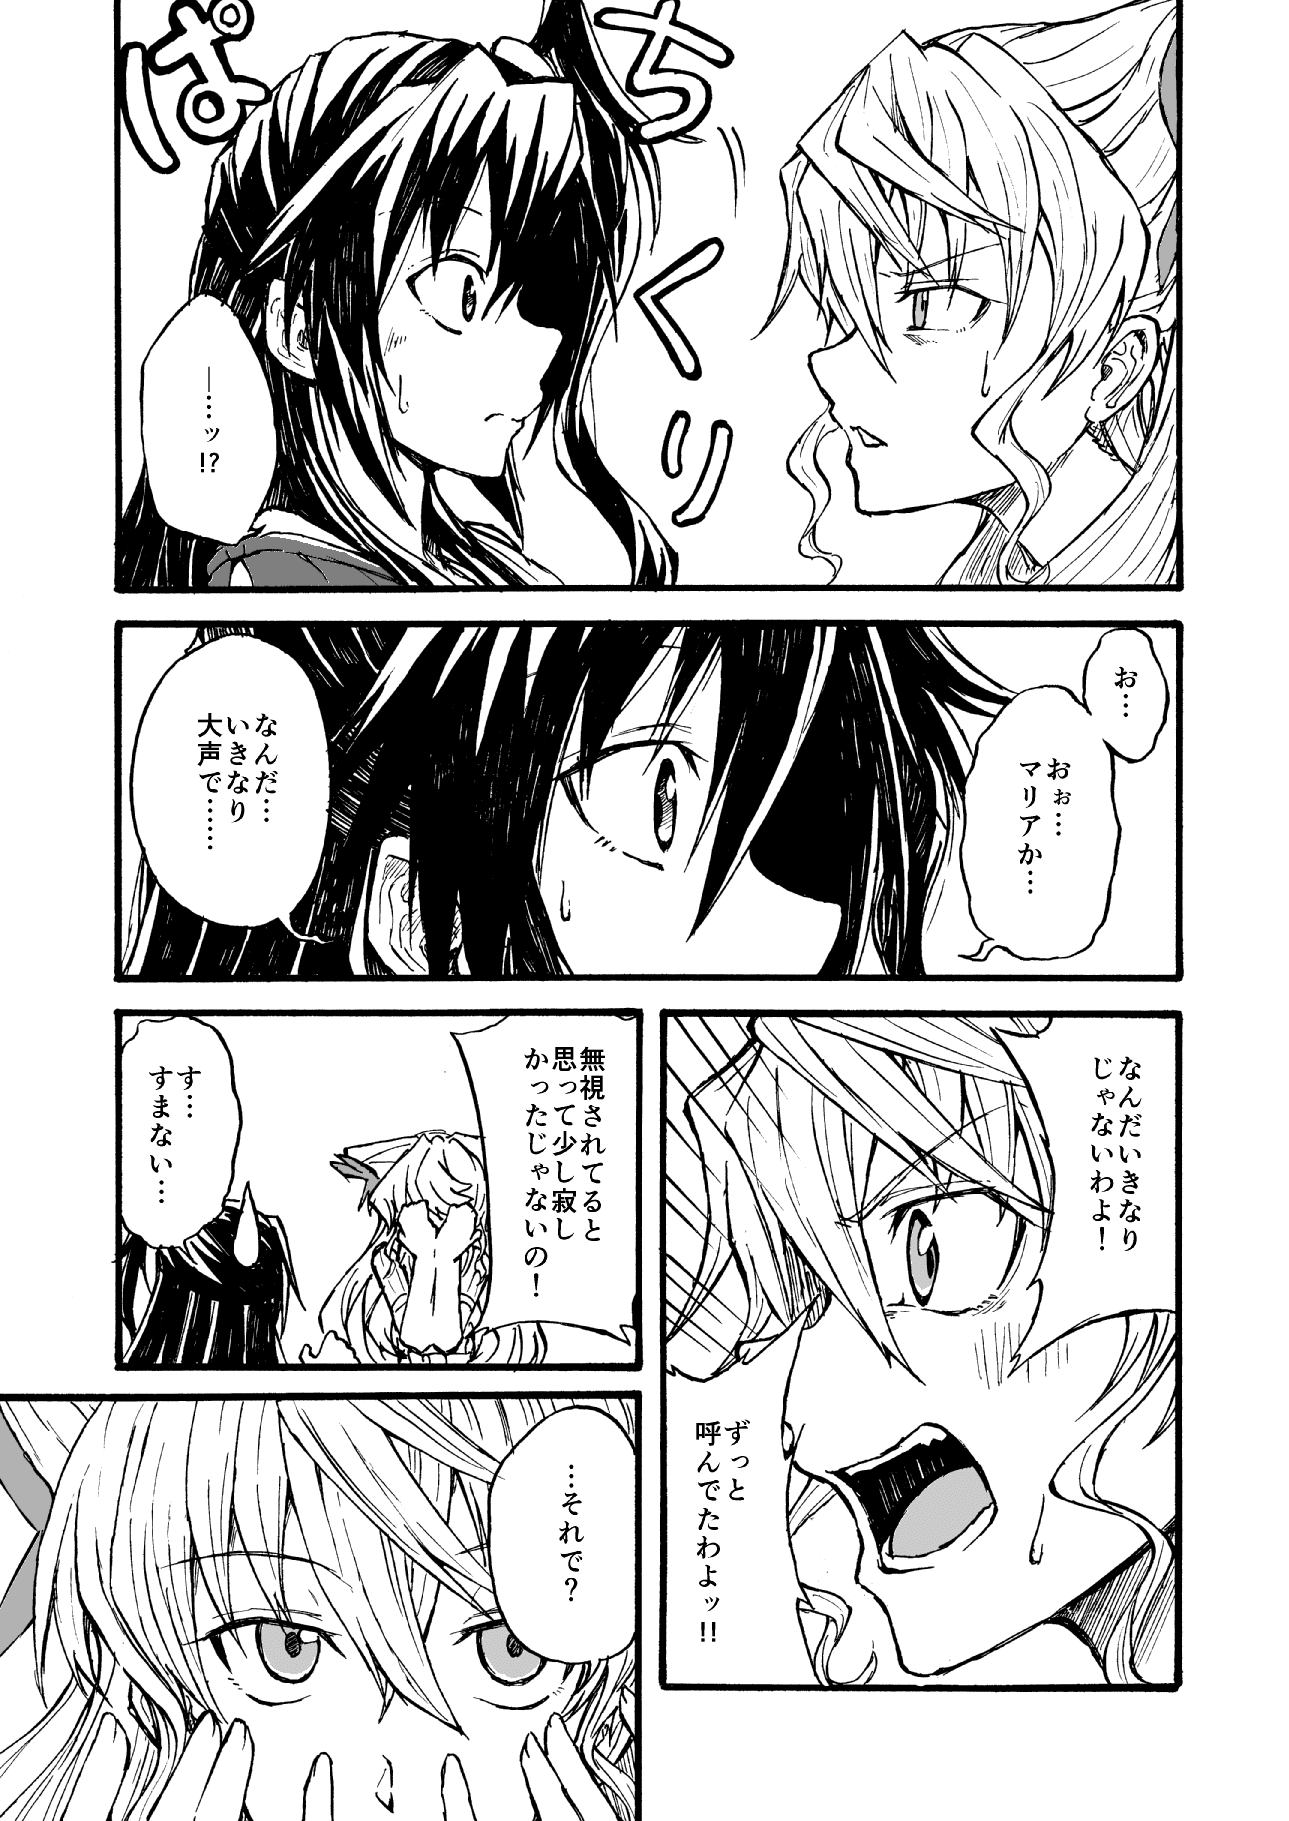 ぱちくり
―…ッ
!?
お…
おぉ…
マリアか…
なんだ…
いきなり
大声で……
なんだいきなり
じゃないわよ！
ずっと
呼んでたわよッ!!
無視されてると
思って少し寂し
かったじゃないの！
す…
すまない…
…それで？